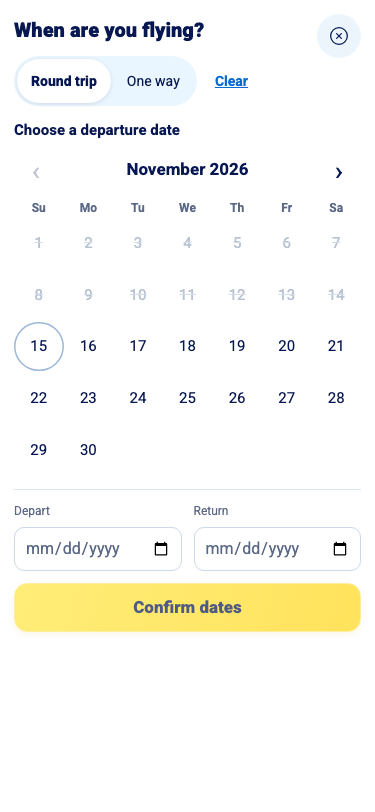 When are you flying?
Round trip One way Clear
Choose a departure date
‹ November 2026 ›
Su Mo Tu We Th Fr Sa
1 2 3 4 5 6 7
8 9 10 11 12 13 14
15 16 17 18 19 20 21
22 23 24 25 26 27 28
29 30
Depart Return
mm/dd/yyyy mm/dd/yyyy
Confirm dates